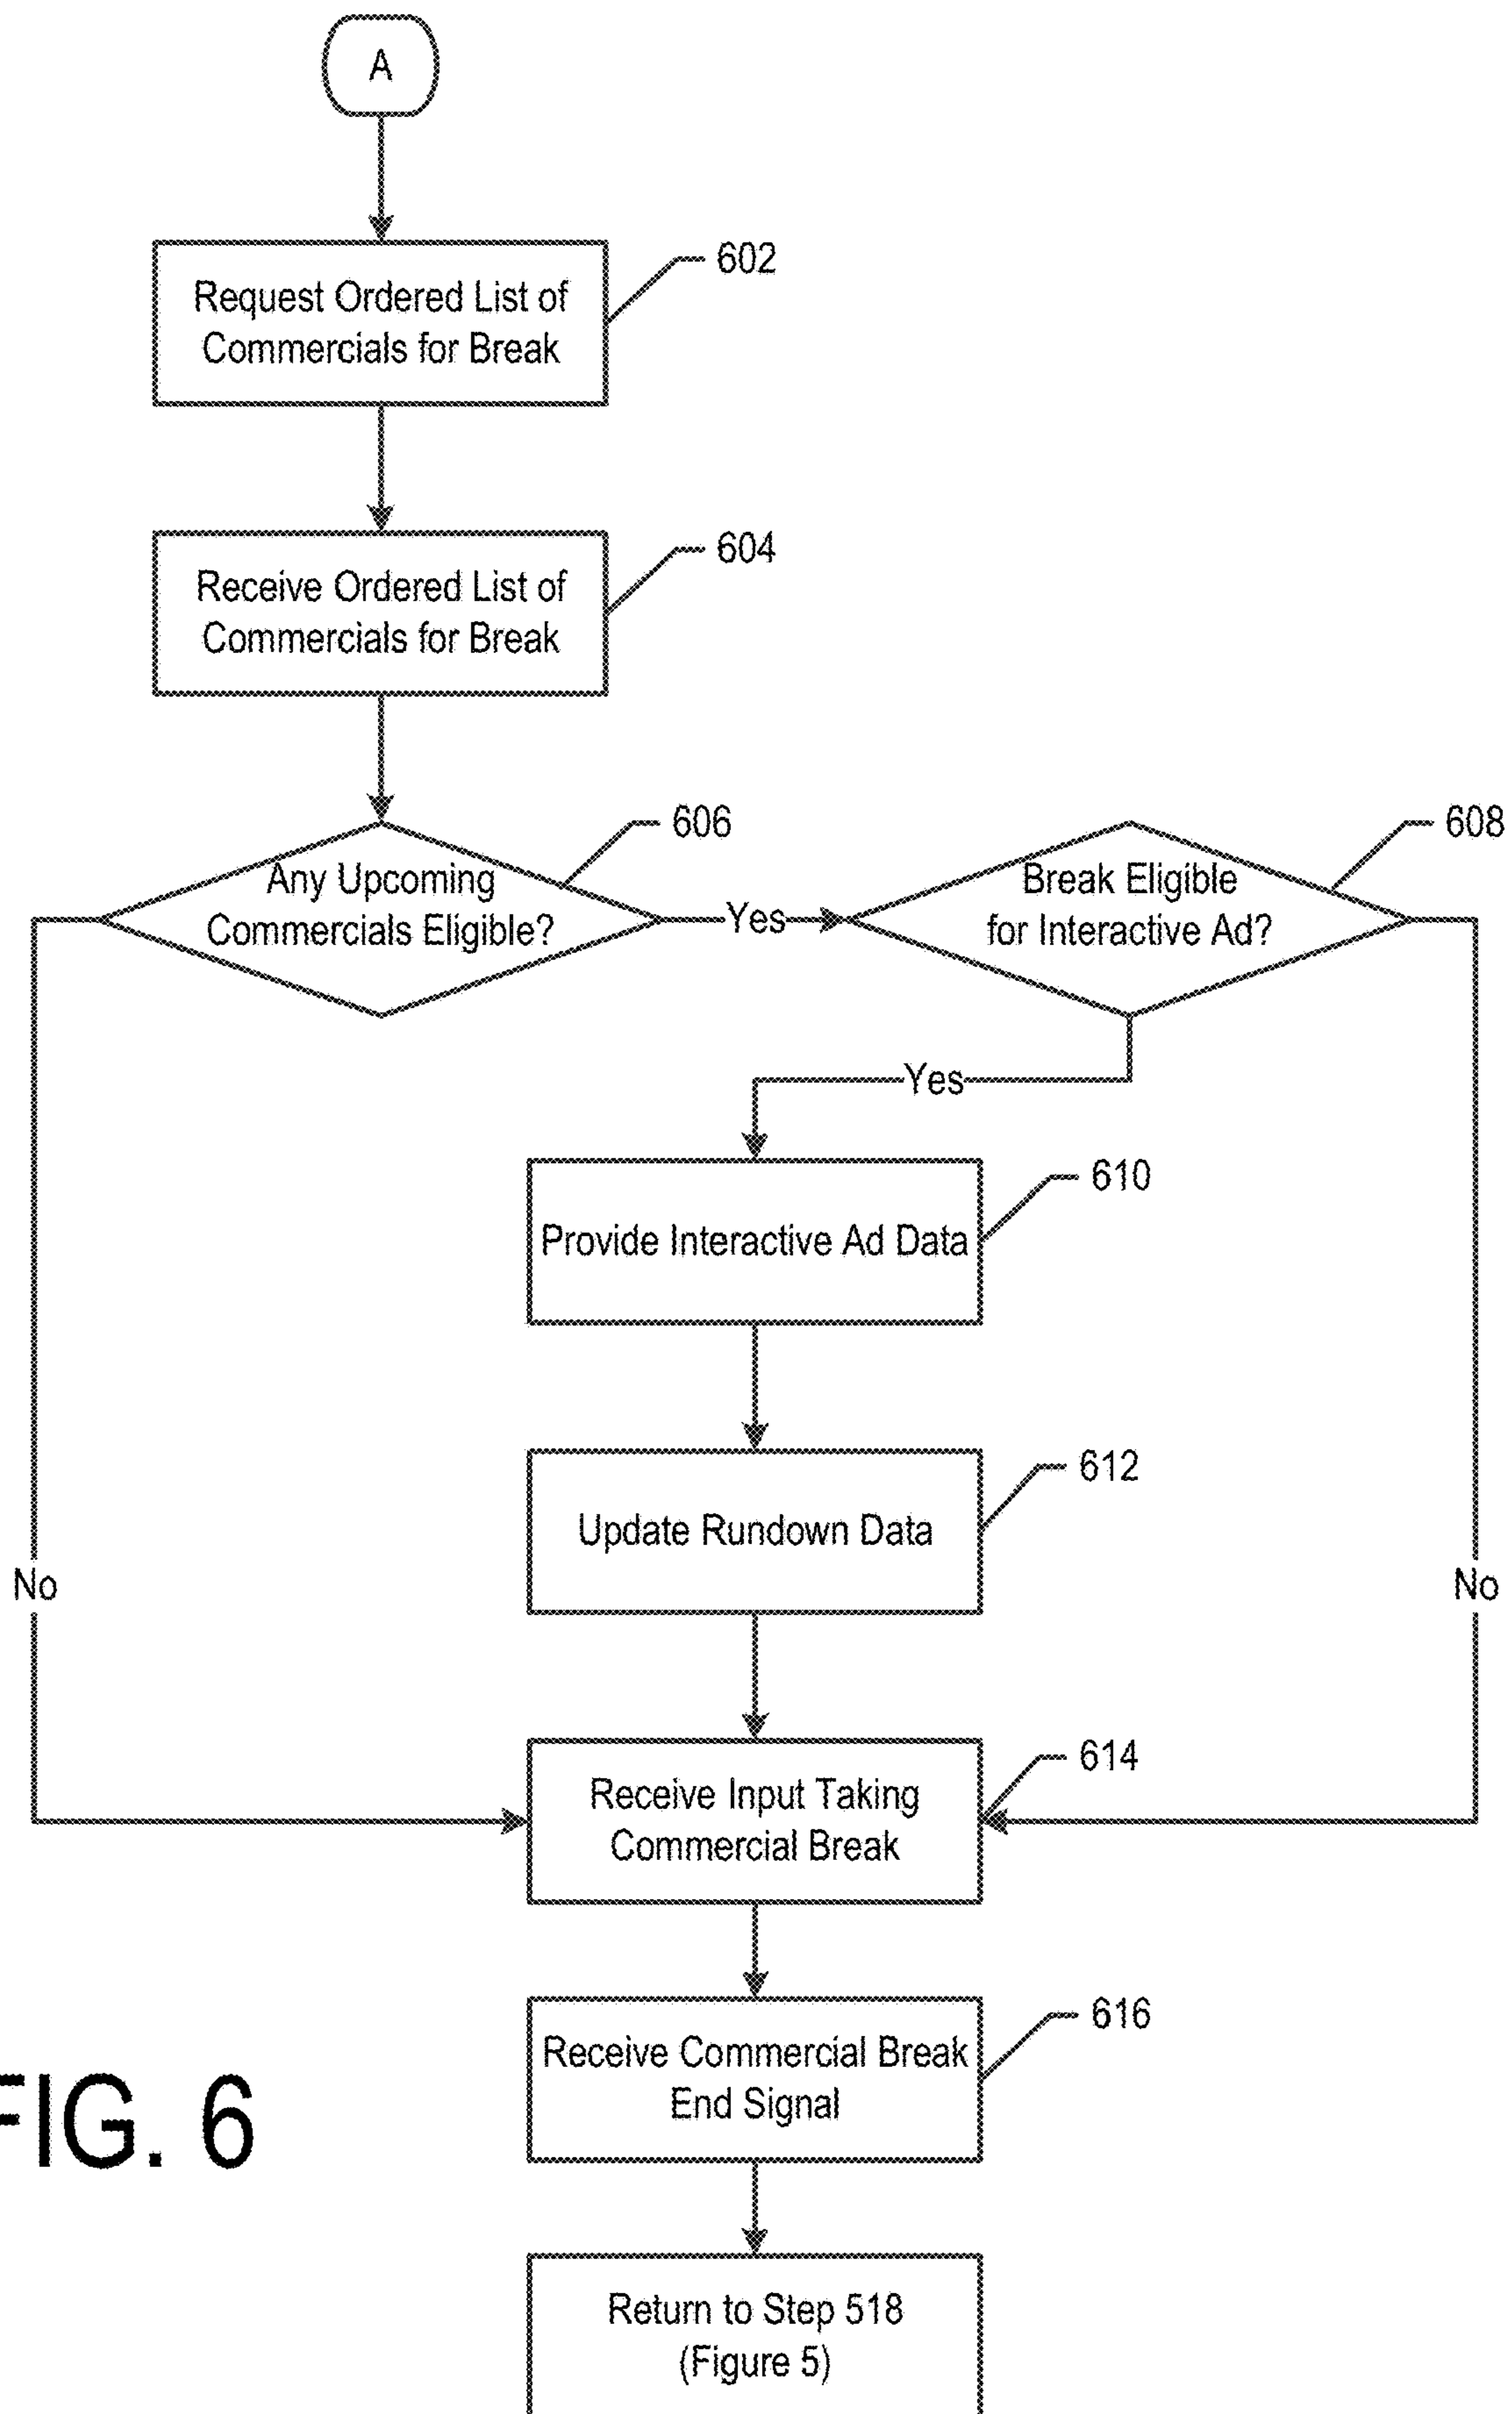 A
602
Request Ordered List of
Commercials for Break
604
Receive Ordered List of
Commercials for Break
606
Any Upcoming
Commercials Eligible?
Yes
608
Break Eligible
for Interactive Ad?
Yes
610
Provide Interactive Ad Data
612
Update Rundown Data
No
No
614
Receive Input Taking
Commercial Break
616
Receive Commercial Break
End Signal
FIG. 6
Return to Step 518
(Figure 5)